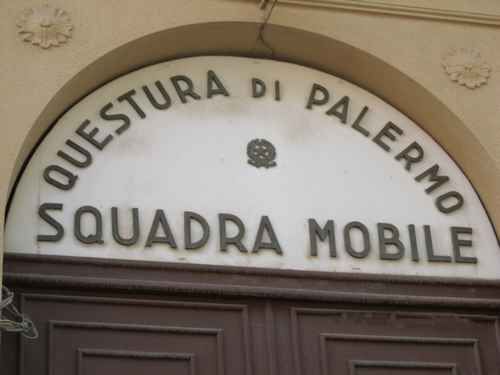 QUESTURA DI PALERMO
SQUADRA MOBILE